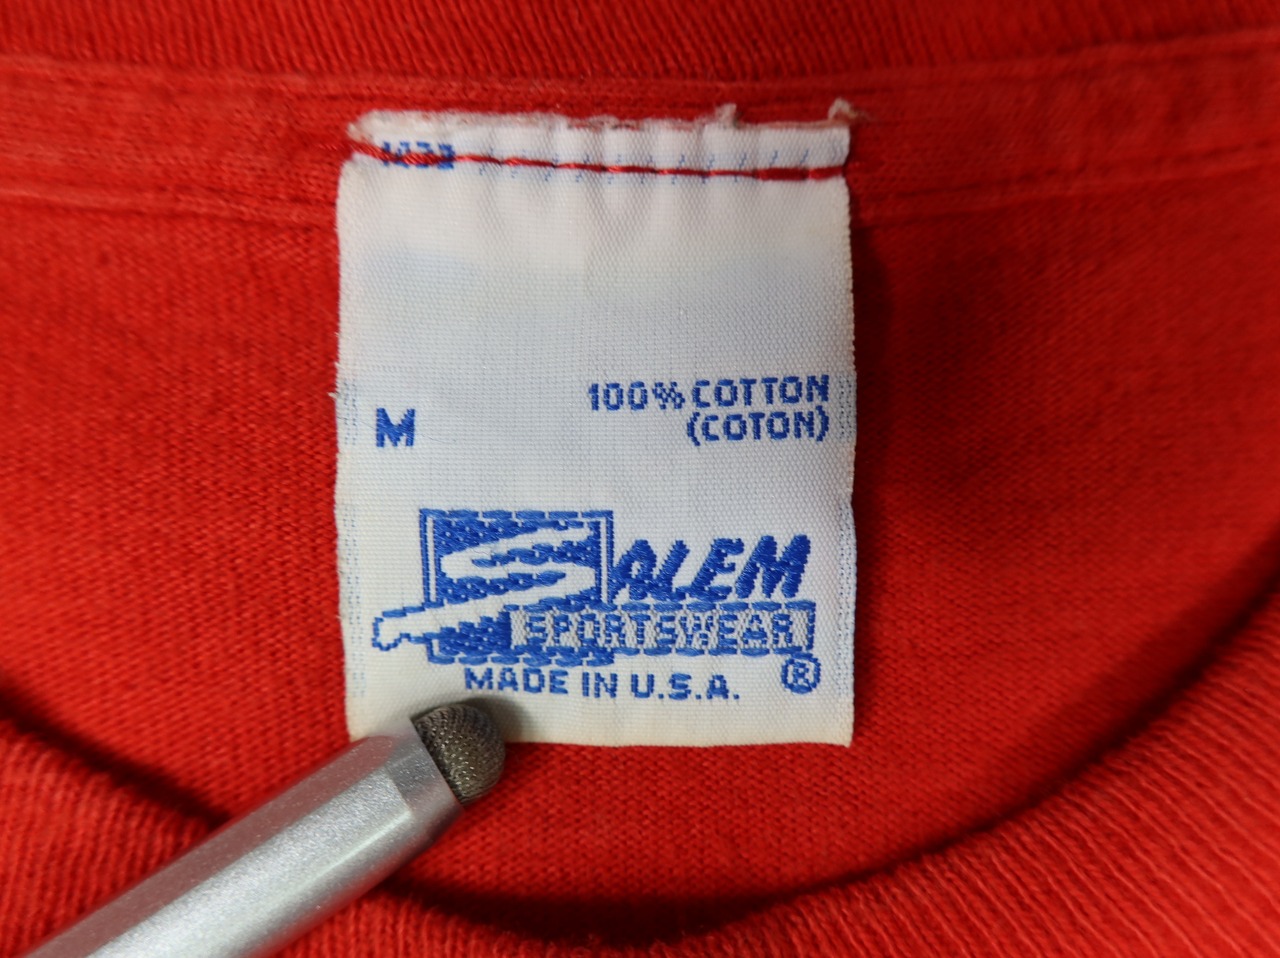 M
100% COTTON
(COTON)
SALEM
SPORTSWEAR
®
MADE IN U.S.A.